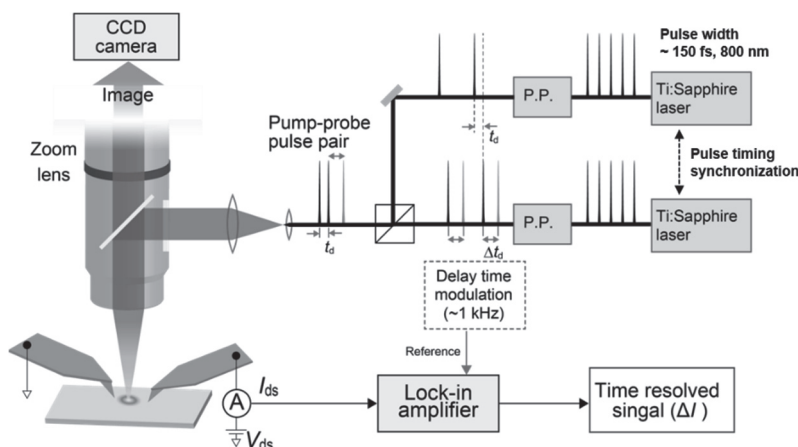 CCD
camera
Image
Zoom
lens
Pump-probe
pulse pair
t_d
t_d
P.P.
Ti:Sapphire
laser
Pulse width
~ 150 fs, 800 nm
Pulse timing
synchronization
Δt_d
P.P.
Ti:Sapphire
laser
Delay time
modulation
(~1 kHz)
Reference
I_ds
A
V_ds
Lock-in
amplifier
Time resolved
singal (ΔI )